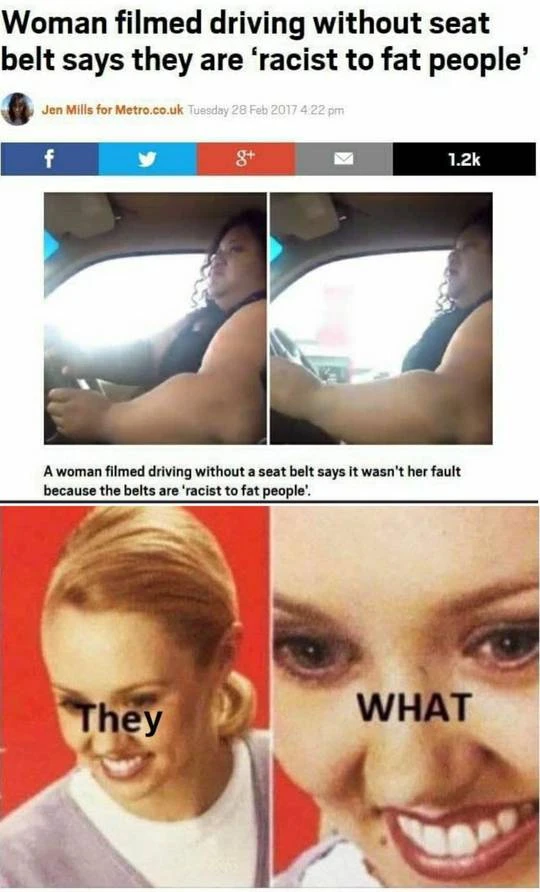 Woman filmed driving without seat
belt says they are ‘racist to fat people’
Jen Mills for Metro.co.uk Tuesday 28 Feb 2017 4:22 pm
f g+ 1.2k
A woman filmed driving without a seat belt says it wasn't her fault
because the belts are 'racist to fat people'.
They
WHAT